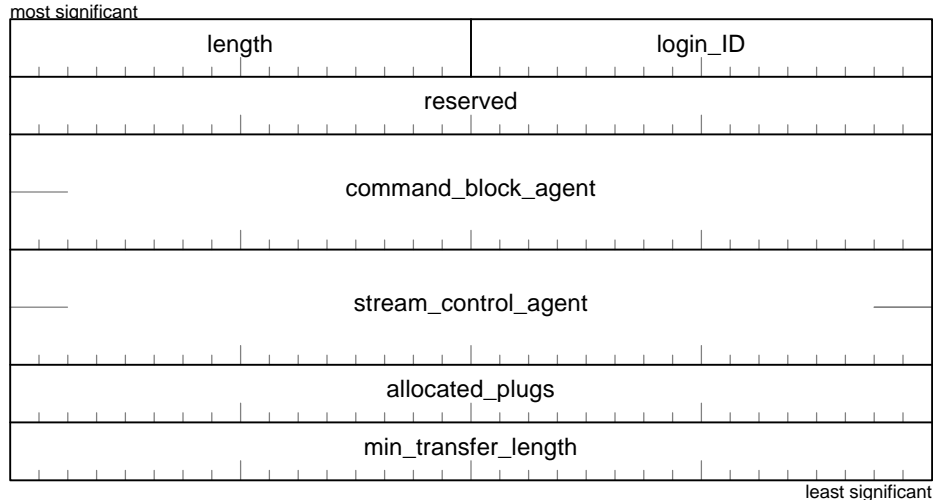 most significant
length login_ID
reserved
command_block_agent
stream_control_agent
allocated_plugs
min_transfer_length
least significant